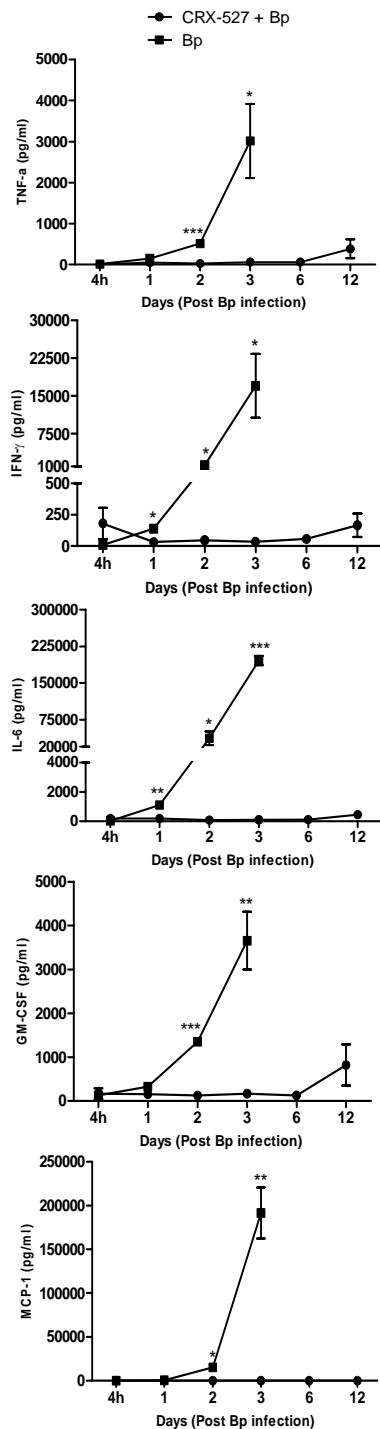 CRX-527 + Bp
Bp
TNF-a (pg/ml)
5000
4000
3000
2000
1000
0
*
***
4h 1 2 3 6 12
Days (Post Bp infection)
IFN-γ (pg/ml)
30000
22500
15000
7500
1000
500
250
0
*
*
*
4h 1 2 3 6 12
Days (Post Bp infection)
IL-6 (pg/ml)
300000
225000
150000
75000
20000
4000
2000
0
***
*
**
4h 1 2 3 6 12
Days (Post Bp infection)
GM-CSF (pg/ml)
5000
4000
3000
2000
1000
0
**
***
4h 1 2 3 6 12
Days (Post Bp infection)
MCP-1 (pg/ml)
250000
200000
150000
100000
50000
0
**
*
4h 1 2 3 6 12
Days (Post Bp infection)